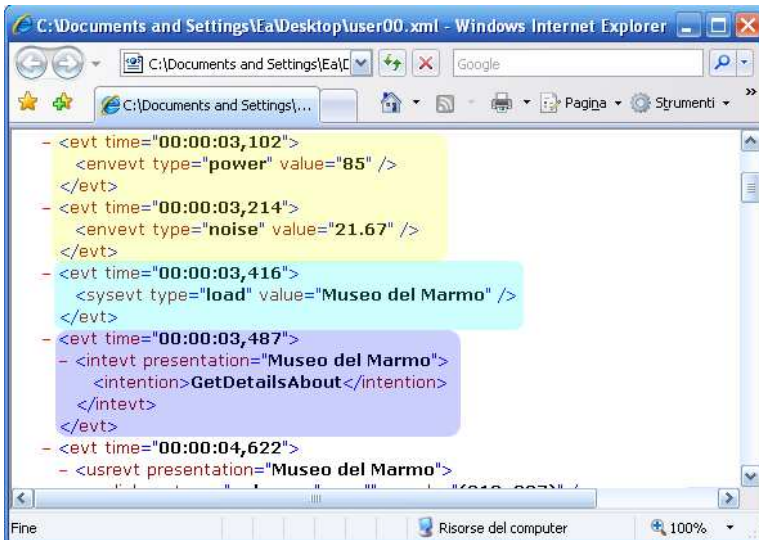 C:\Documents and Settings\Ea\Desktop\user00.xml - Windows Internet Explorer
C:\Documents and Settings\Ea\D
Google
C:\Documents and Settings\...
Pagina
Strumenti
»
- <evt time="00:00:03,102">
<envevt type="power" value="85" />
</evt>
- <evt time="00:00:03,214">
<envevt type="noise" value="21.67" />
</evt>
- <evt time="00:00:03,416">
<sysevt type="load" value="Museo del Marmo" />
</evt>
- <evt time="00:00:03,487">
- <intevt presentation="Museo del Marmo">
<intention>GetDetailsAbout</intention>
</intevt>
</evt>
- <evt time="00:00:04,622">
- <usrevt presentation="Museo del Marmo">
Fine
Risorse del computer
100%